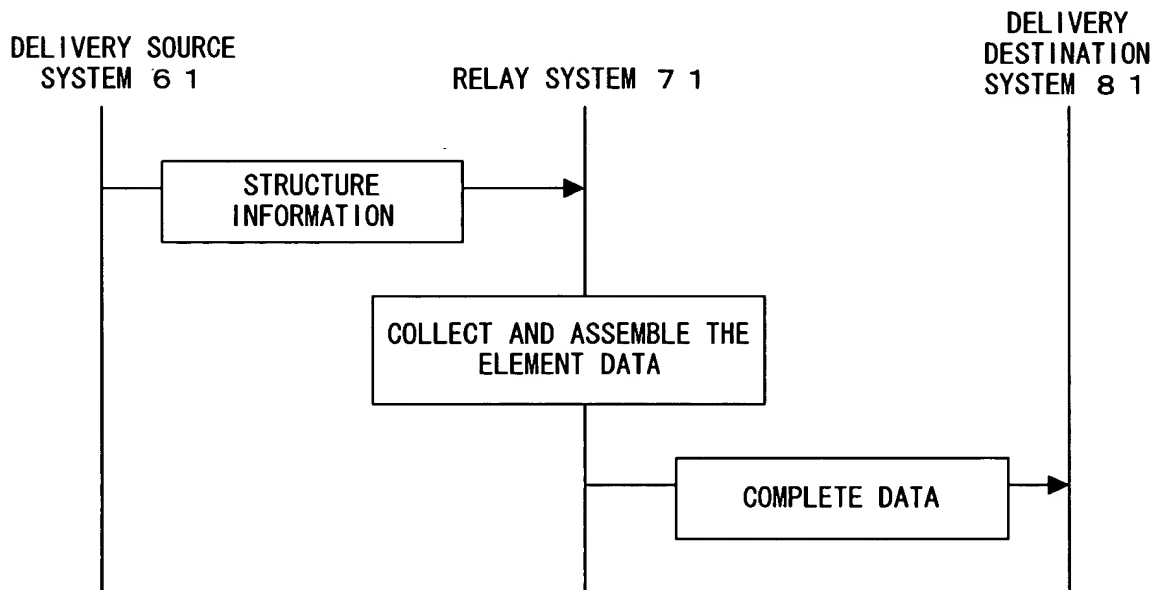 DELIVERY SOURCE
SYSTEM 61
RELAY SYSTEM 71
DELIVERY
DESTINATION
SYSTEM 81
STRUCTURE
INFORMATION
COLLECT AND ASSEMBLE THE
ELEMENT DATA
COMPLETE DATA